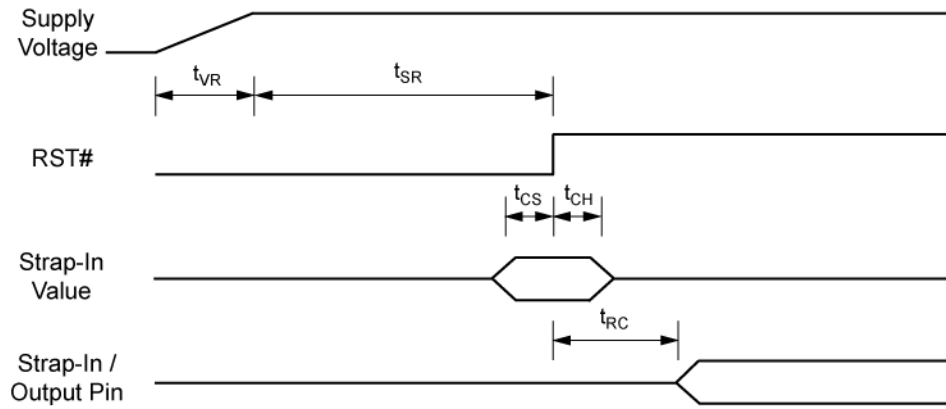 Supply
Voltage
tVR
tSR
RST#
tCS
tCH
Strap-In
Value
tRC
Strap-In /
Output Pin